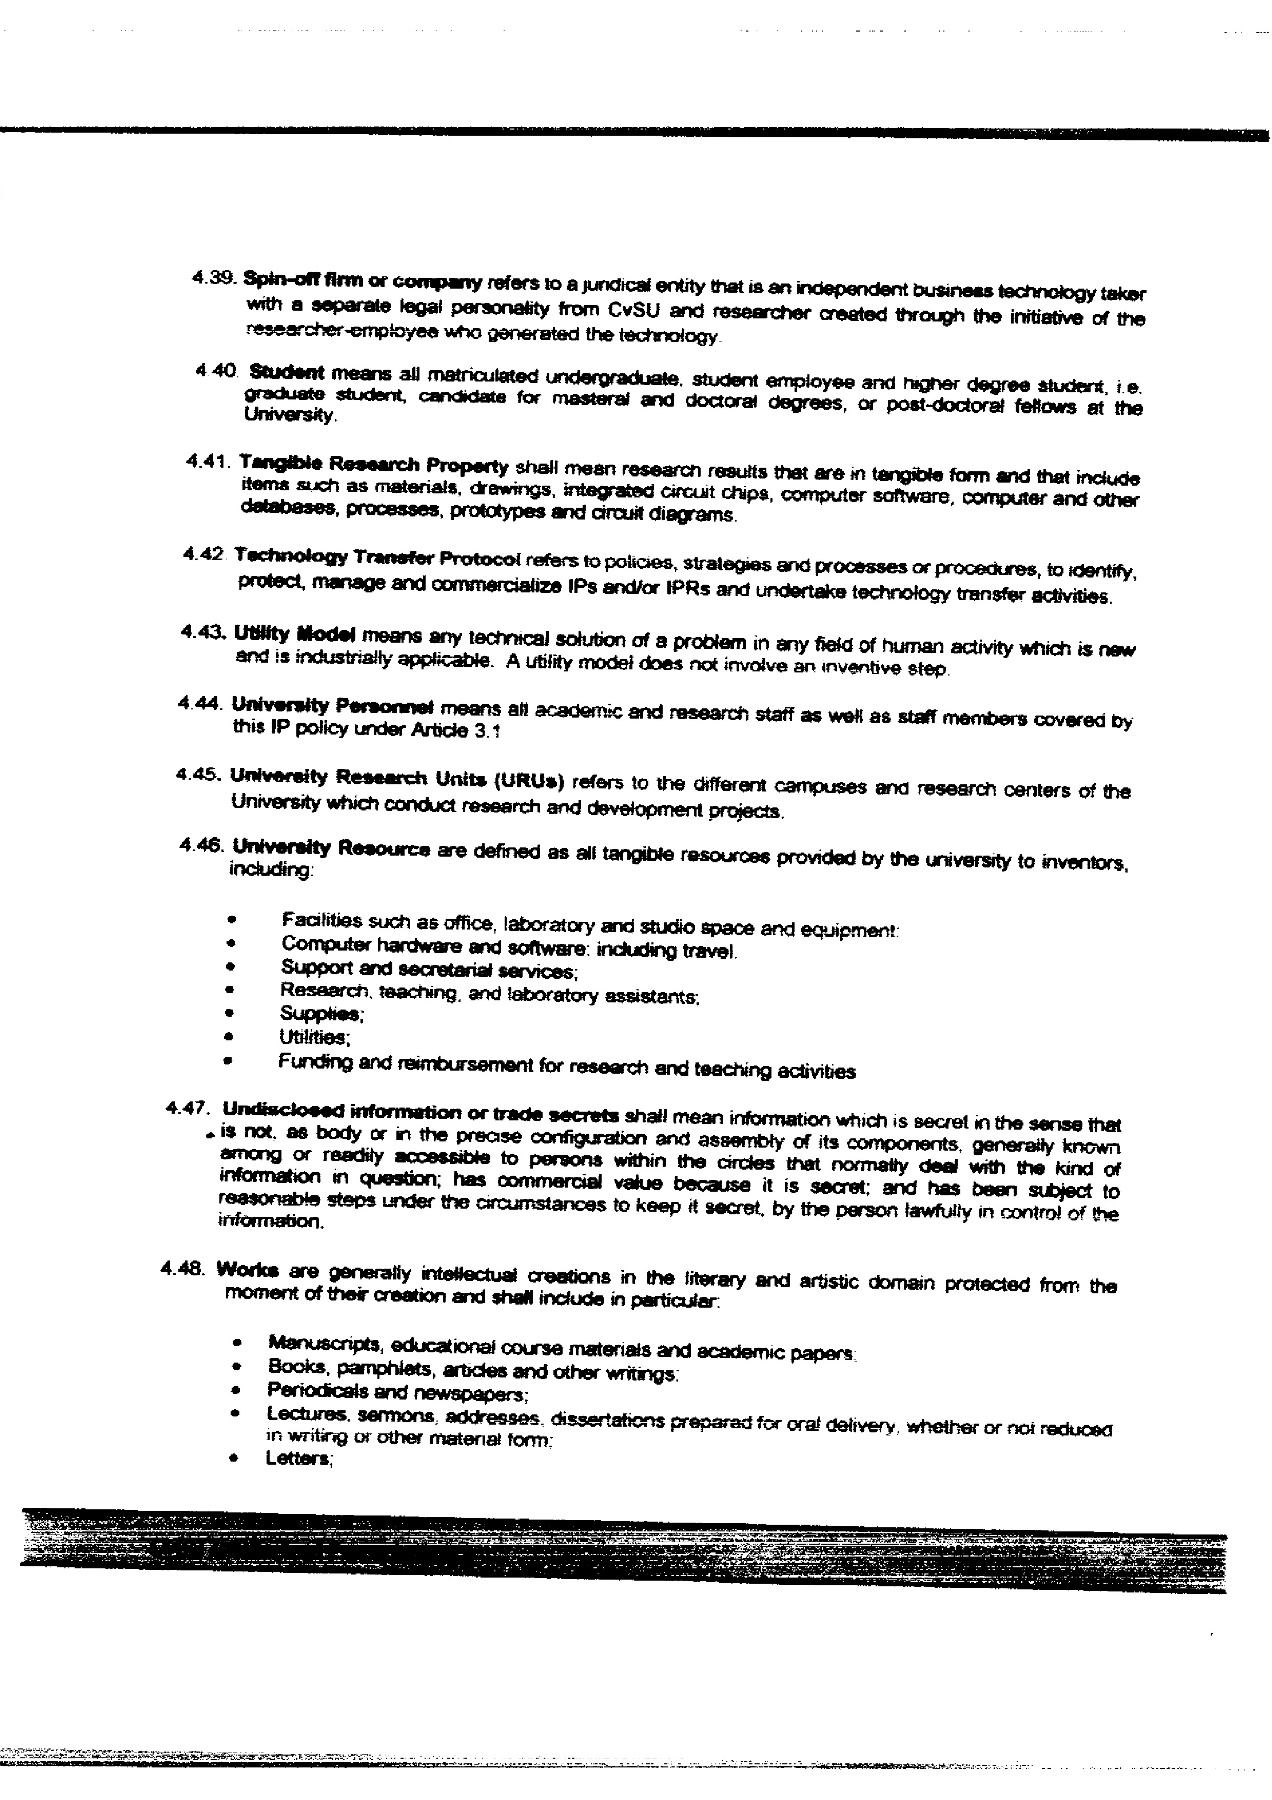 4.39. Spin-off firm or company refers to a juridical entity that is an independent business technology taker
with a separate legal personality from CvSU and researcher created through the initiative of the
researcher-employee who generated the technology.
4.40. Student means all matriculated undergraduate, student employee and higher degree student, i.e.
graduate student, candidate for masteral and doctoral degrees, or post-doctoral fellows at the
University.
4.41. Tangible Research Property shall mean research results that are in tangible form and that include
items such as materials, drawings, integrated circuit chips, computer software, computer and other
databases, processes, prototypes and circuit diagrams.
4.42 Technology Transfer Protocol refers to policies, strategies and processes or procedures, to identify,
protect, manage and commercialize IPs and/or IPRs and undertake technology transfer activities.
4.43. Utility Model means any technical solution of a problem in any field of human activity which is new
and is industrially applicable. A utility model does not involve an inventive step.
4.44. University Personnel means all academic and research staff as well as staff members covered by
this IP policy under Article 3.1
4.45. University Research Units (URUs) refers to the different campuses and research centers of the
University which conduct research and development projects.
4.46. University Resource are defined as all tangible resources provided by the university to inventors,
including:
• Facilities such as office, laboratory and studio space and equipment;
• Computer hardware and software; including travel.
• Support and secretarial services;
• Research, teaching, and laboratory assistants;
• Supplies;
• Utilities;
• Funding and reimbursement for research and teaching activities
4.47. Undisclosed information or trade secrets shall mean information which is secret in the sense that
is not, as body or in the precise configuration and assembly of its components, generally known
among or readily accessible to persons within the circles that normally deal with the kind of
information in question; has commercial value because it is secret; and has been subject to
reasonable steps under the circumstances to keep it secret, by the person lawfully in control of the
information.
4.48. Works are generally intellectual creations in the literary and artistic domain protected from the
moment of their creation and shall include in particular:
• Manuscripts, educational course materials and academic papers;
• Books, pamphlets, articles and other writings;
• Periodicals and newspapers;
• Lectures, sermons, addresses, dissertations prepared for oral delivery, whether or not reduced
in writing or other material form;
• Letters;